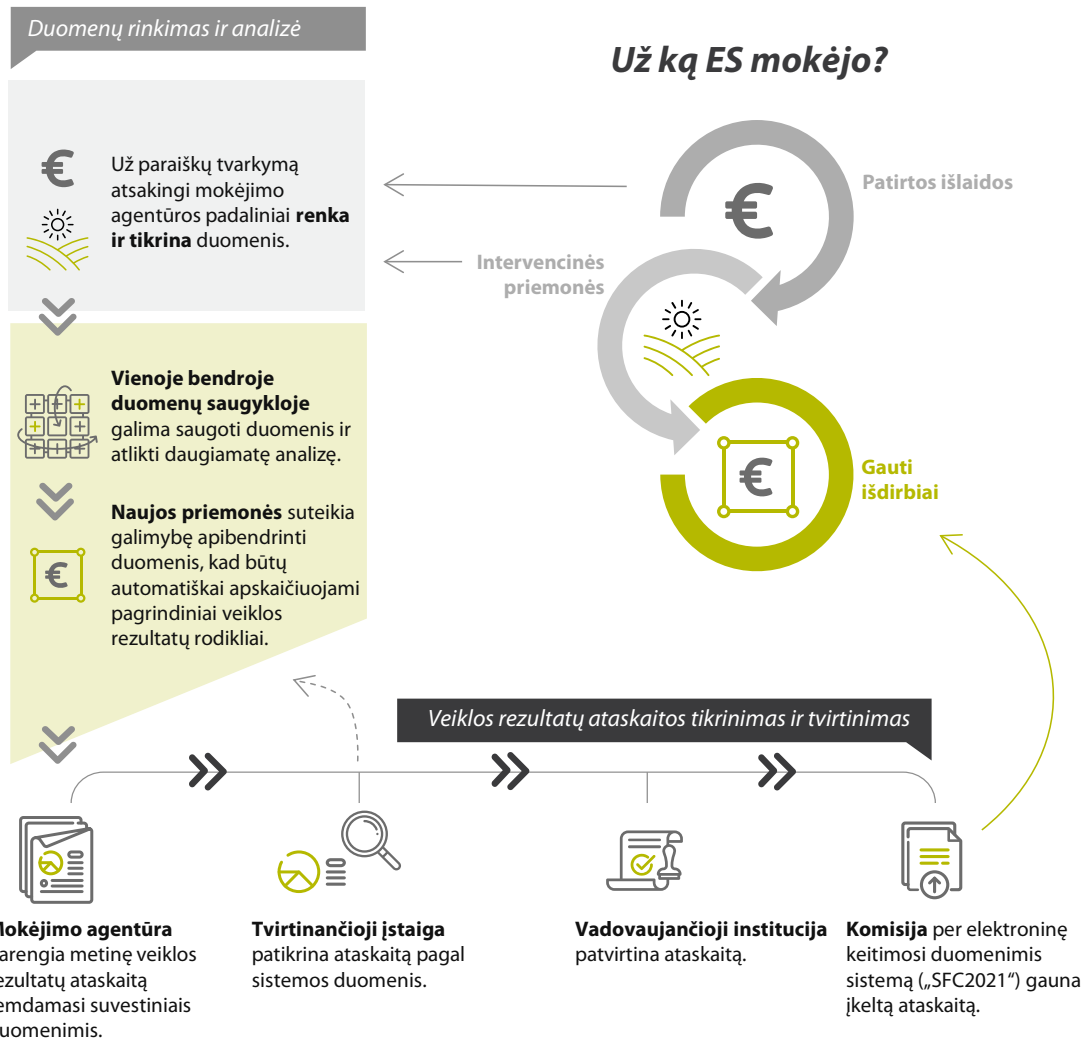 Duomenų rinkimas ir analizė
Už ką ES mokėjo?
Už paraiškų tvarkymą
atsakingi mokėjimo
agentūros padaliniai renka
ir tikrina duomenis.
Patirtos išlaidos
Intervencinės
priemonės
Vienoje bendroje
duomenų saugykloje
galima saugoti duomenis ir
atlikti daugiamatę analizę.
Gauti
išdirbiai
Naujos priemonės suteikia
galimybę apibendrinti
duomenis, kad būtų
automatiškai apskaičiuojami
pagrindiniai veiklos
rezultatų rodikliai.
Veiklos rezultatų ataskaitos tikrinimas ir tvirtinimas
Mokėjimo agentūra
arengia metinę veiklos
ezultatų ataskaitą
emdamasi suvestiniais
uomenimis.
Tvirtinančioji įstaiga
patikrina ataskaitą pagal
sistemos duomenis.
Vadovaujančioji institucija
patvirtina ataskaitą.
Komisija per elektroninę
keitimosi duomenimis
sistemą („SFC2021“) gauna
įkeltą ataskaitą.